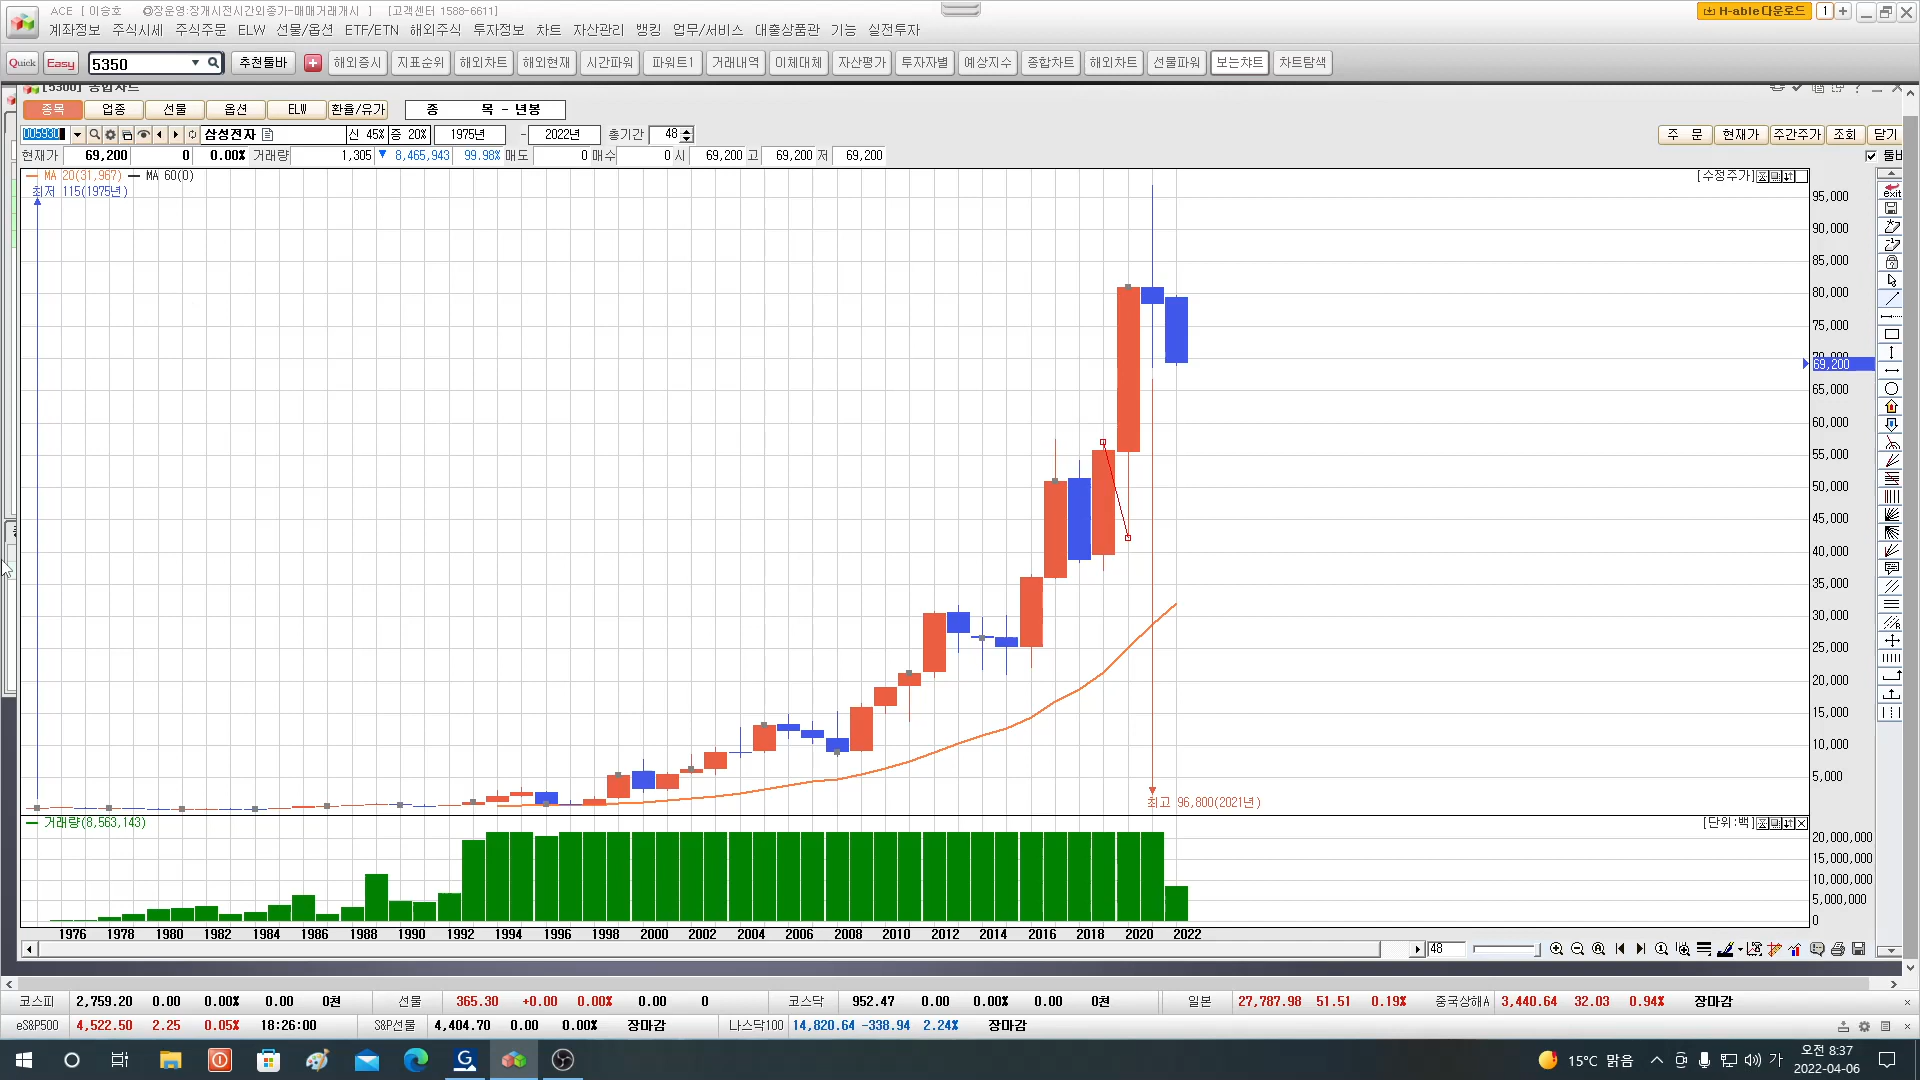 ACE [ 이승호 @장운영:장개시전시간외종가-매매거래개시 ] [고객센터 1588-6611] H-able다운로드 1
계좌정보 주식시세 주식주문 ELW 선물/옵션 ETF/ETN 해외주식 투자정보 차트 자산관리 뱅킹 업무/서비스 대출상품관 기능 실전투자
Quick Easy 5350 추천툴바 해외증시 지표순위 해외차트 해외현재 시간파워 파워트1 거래내역 이체대체 자산평가 투자자별 예상지수 종합차트 해외차트 선물파워 보는차트 차트탐색
[5300] 종합차트
종목 업종 선물 옵션 ELW 환율/유가 종 목 - 년봉
005930 삼성전자 신 45% 증 20% 1975년 - 2022년 총기간 48 주 문 현재가 주간주가 조회 닫기
현재가 69,200 0 0.00% 거래량 1,305 ▼ 8,465,943 99.98% 매도 0 매수 0 시 69,200 고 69,200 저 69,200 툴바
MA 20(31,967) MA 60(0) [수정주가]
최저 115(1975년)
exit
95,000
90,000
85,000
80,000
75,000
70,000
69,200
65,000
60,000
55,000
50,000
45,000
40,000
35,000
30,000
25,000
20,000
15,000
10,000
5,000
최고 96,800(2021년)
거래량(8,563,143) [단위:백]
20,000,000
15,000,000
10,000,000
5,000,000
0
1976 1978 1980 1982 1984 1986 1988 1990 1992 1994 1996 1998 2000 2002 2004 2006 2008 2010 2012 2014 2016 2018 2020 2022
48
코스피 2,759.20 0.00 0.00% 0.00 0천 선물 365.30 +0.00 0.00% 0.00 0 코스닥 952.47 0.00 0.00% 0.00 0천 일본 27,787.98 51.51 0.19% 중국상해A 3,440.64 32.03 0.94% 장마감
eS&P500 4,522.50 2.25 0.05% 18:26:00 S&P선물 4,404.70 0.00 0.00% 장마감 나스닥100 14,820.64 -338.94 2.24% 장마감
15°C 맑음 가 오전 8:37
2022-04-06